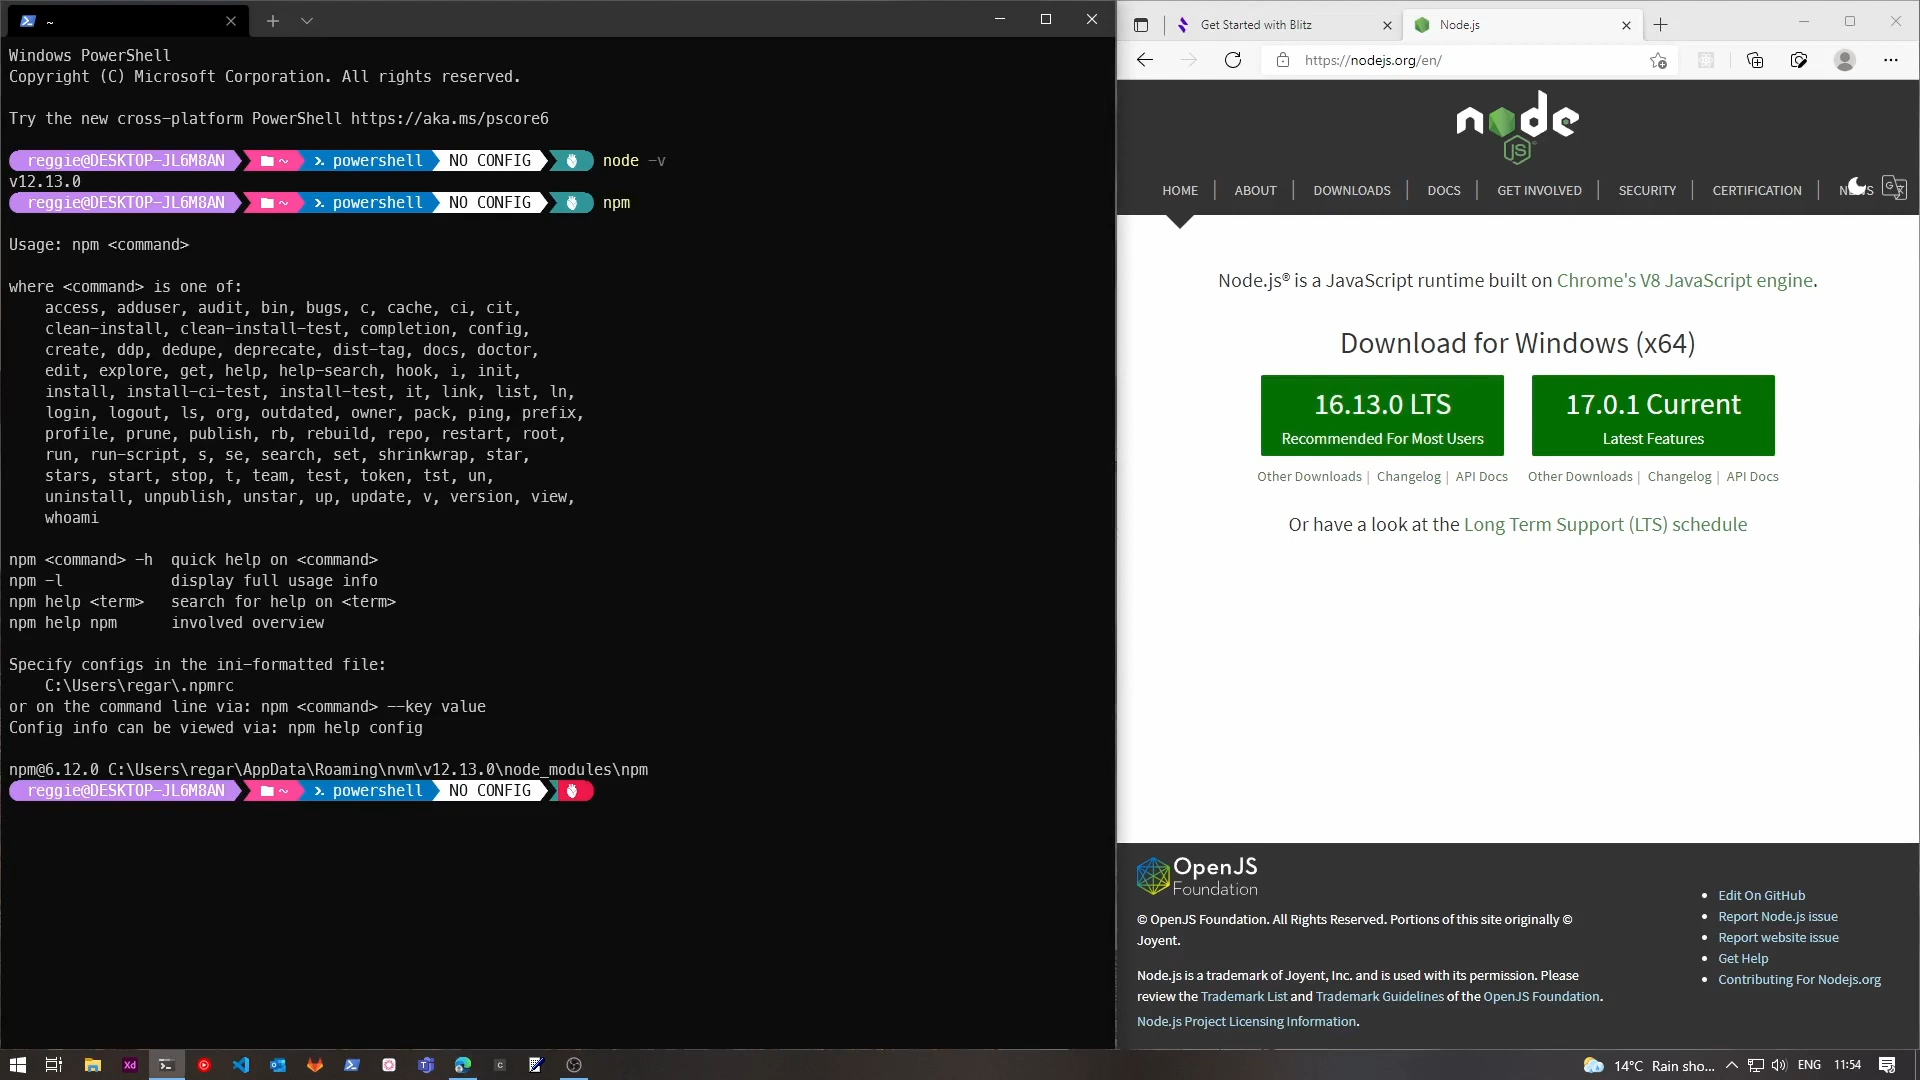 ~
Windows PowerShell
Copyright (C) Microsoft Corporation. All rights reserved.
Try the new cross-platform PowerShell https://aka.ms/pscore6
reggie@DESKTOP-JL6M8AN ~ powershell NO CONFIG node -v
v12.13.0
reggie@DESKTOP-JL6M8AN ~ powershell NO CONFIG npm
Usage: npm <command>
where <command> is one of:
access, adduser, audit, bin, bugs, c, cache, ci, cit,
clean-install, clean-install-test, completion, config,
create, ddp, dedupe, deprecate, dist-tag, docs, doctor,
edit, explore, get, help, help-search, hook, i, init,
install, install-ci-test, install-test, it, link, list, ln,
login, logout, ls, org, outdated, owner, pack, ping, prefix,
profile, prune, publish, rb, rebuild, repo, restart, root,
run, run-script, s, se, search, set, shrinkwrap, star,
stars, start, stop, t, team, test, token, tst, un,
uninstall, unpublish, unstar, up, update, v, version, view,
whoami
npm <command> -h  quick help on <command>
npm -l            display full usage info
npm help <term>   search for help on <term>
npm help npm      involved overview
Specify configs in the ini-formatted file:
C:\Users\regar\.npmrc
or on the command line via: npm <command> --key value
Config info can be viewed via: npm help config
npm@6.12.0 C:\Users\regar\AppData\Roaming\nvm\v12.13.0\node_modules\npm
reggie@DESKTOP-JL6M8AN ~ powershell NO CONFIG
Get Started with Blitz
Node.js
https://nodejs.org/en/
node
JS
HOME | ABOUT | DOWNLOADS | DOCS | GET INVOLVED | SECURITY | CERTIFICATION | NEWS
Node.js® is a JavaScript runtime built on Chrome's V8 JavaScript engine.
Download for Windows (x64)
16.13.0 LTS
Recommended For Most Users
17.0.1 Current
Latest Features
Other Downloads | Changelog | API Docs
Other Downloads | Changelog | API Docs
Or have a look at the Long Term Support (LTS) schedule
OpenJS
Foundation
© OpenJS Foundation. All Rights Reserved. Portions of this site originally ©
Joyent.
Node.js is a trademark of Joyent, Inc. and is used with its permission. Please
review the Trademark List and Trademark Guidelines of the OpenJS Foundation.
Node.js Project Licensing Information.
Edit On GitHub
Report Node.js issue
Report website issue
Get Help
Contributing For Nodejs.org
Xd
14°C Rain sho...
ENG
11:54